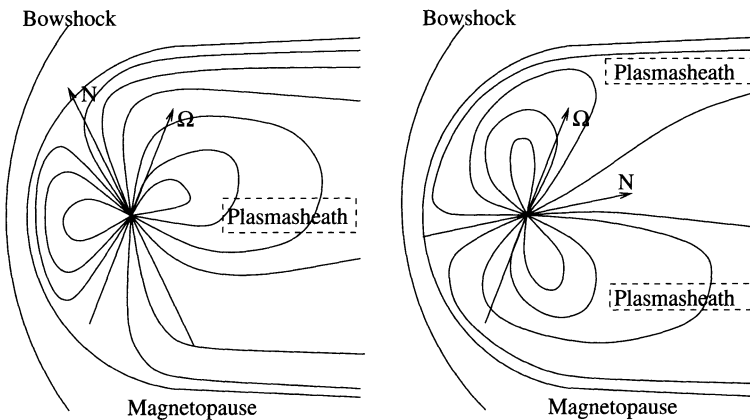 Bowshock
N
Ω
Plasmasheath
Magnetopause
Bowshock
Plasmasheath
Ω
N
Plasmasheath
Magnetopause